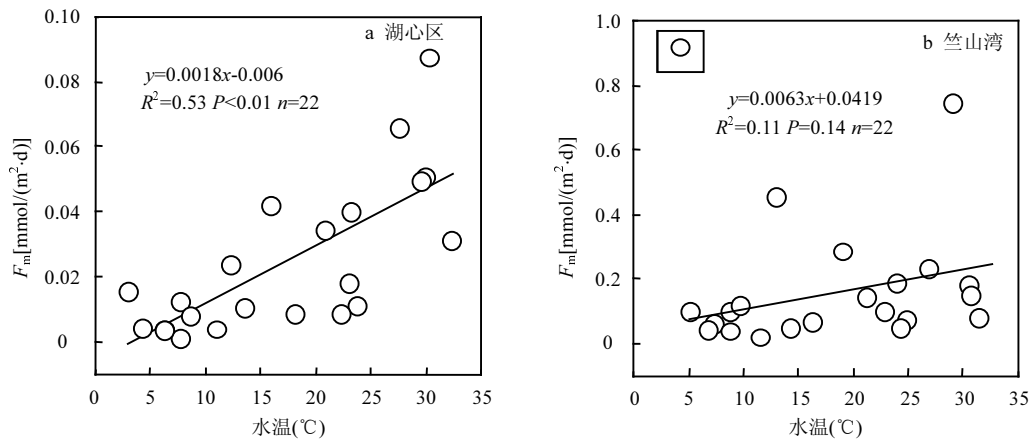 a 湖心区
y=0.0018x-0.006
R²=0.53 P<0.01 n=22
0.10
0.08
0.06
0.04
0.02
0
Fm[mmol/(m²·d)]
0 5 10 15 20 25 30 35
水温(℃)
b 竺山湾
y=0.0063x+0.0419
R²=0.11 P=0.14 n=22
1.0
0.8
0.6
0.4
0.2
0
Fm[mmol/(m²·d)]
0 5 10 15 20 25 30 35
水温(℃)